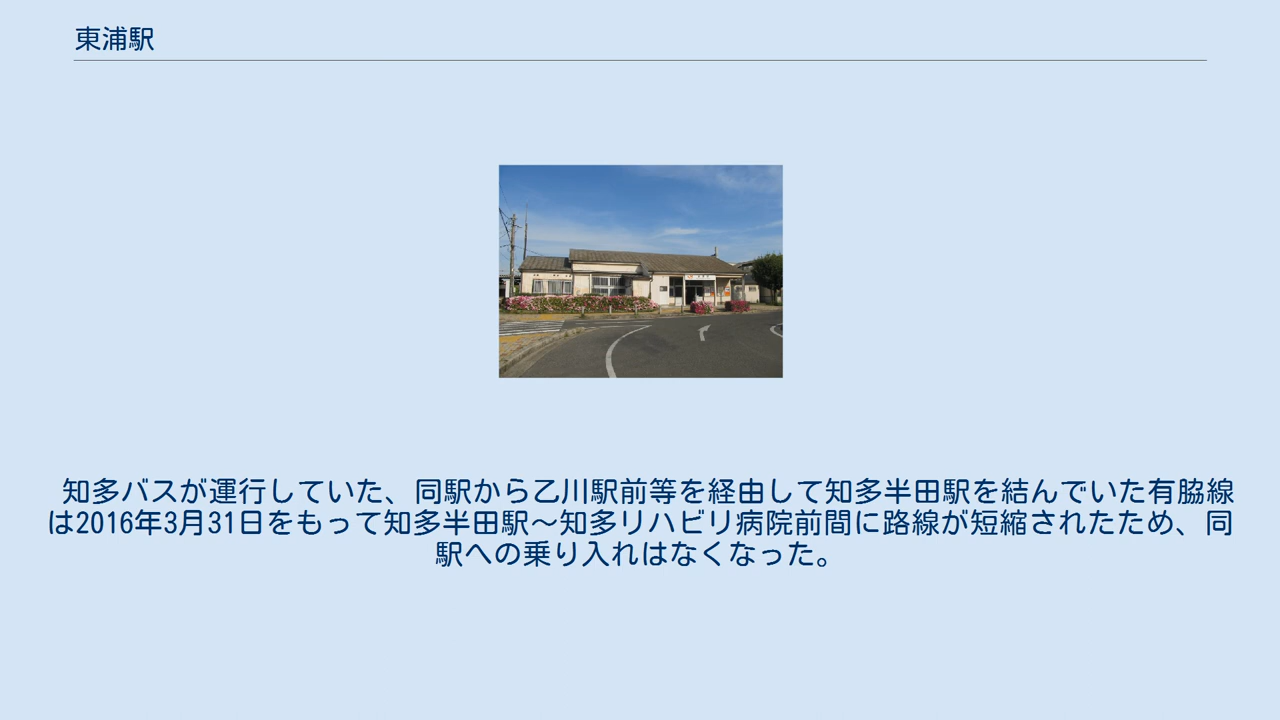 東浦駅
知多バスが運行していた、同駅から乙川駅前等を経由して知多半田駅を結んでいた有脇線
は2016年3月31日をもって知多半田駅～知多リハビリ病院前間に路線が短縮されたため、同
駅への乗り入れはなくなった。